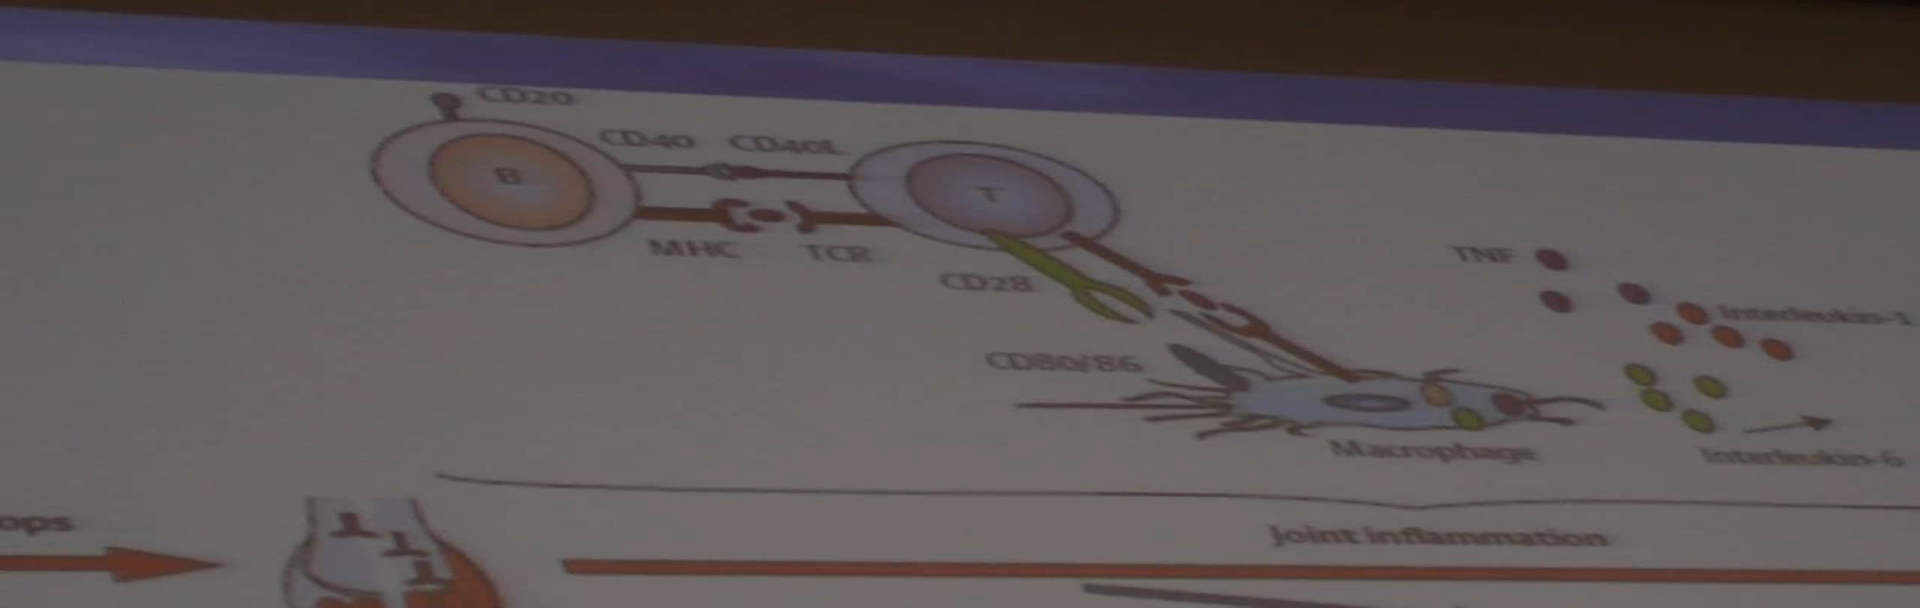 CD20
CD40 CD40L
B
T
MHC TCR
CD28
TNF
Interleukin-1
CD80/86
Macrophage
Interleukin-6
ops
Joint inflammation